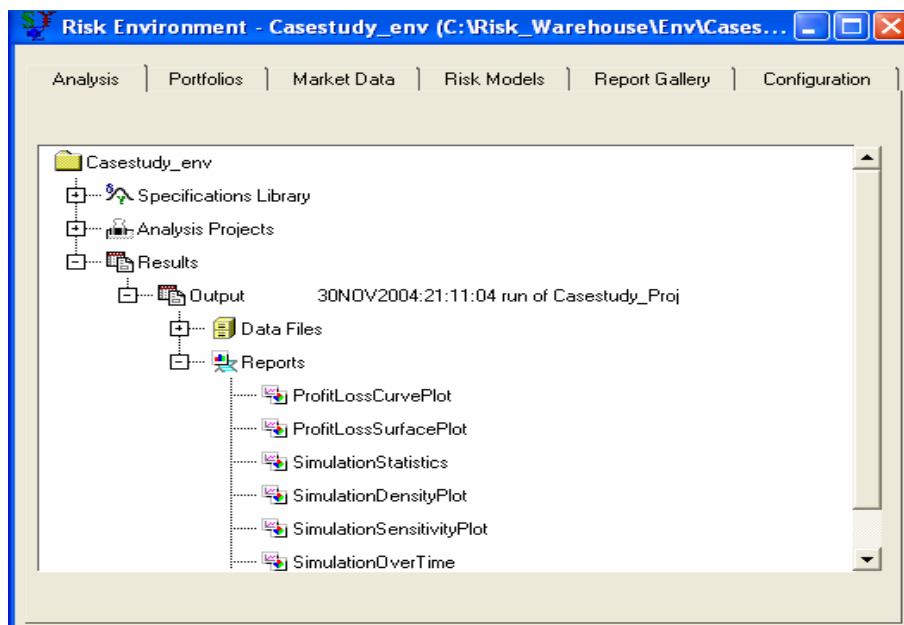 Risk Environment - Casestudy_env (C:\Risk_Warehouse\Env\Cases...
Analysis Portfolios Market Data Risk Models Report Gallery Configuration
Casestudy_env
Specifications Library
Analysis Projects
Results
Output 30NOV2004:21:11:04 run of Casestudy_Proj
Data Files
Reports
ProfitLossCurvePlot
ProfitLossSurfacePlot
SimulationStatistics
SimulationDensityPlot
SimulationSensitivityPlot
SimulationOverTime